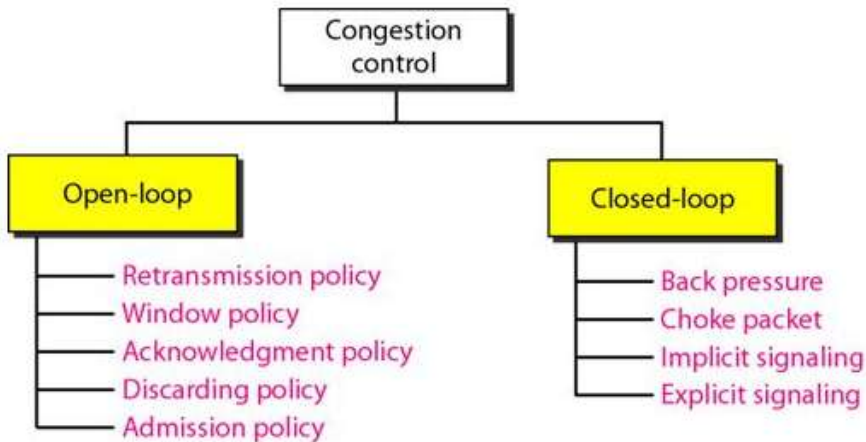 Congestion
control
Open-loop
Retransmission policy
Window policy
Acknowledgment policy
Discarding policy
Admission policy
Closed-loop
Back pressure
Choke packet
Implicit signaling
Explicit signaling